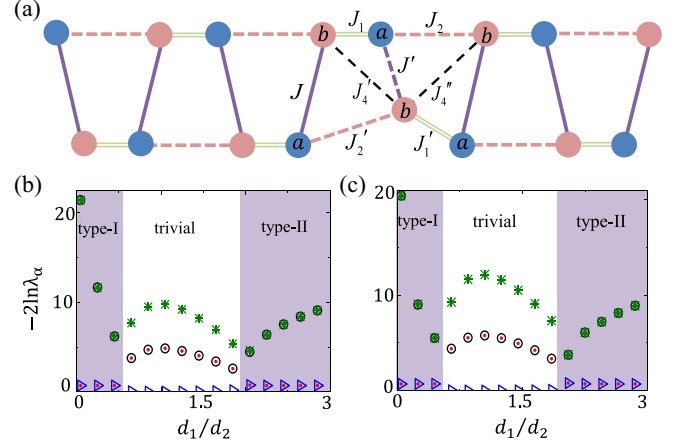 (a)
b J₁ a J₂ b
J J₄′ J′ J₄″
b
a J₂′ J₁′ a
(b) (c)
20 type-I trivial type-II 20 type-I trivial type-II
−2lnλα 10 10
0 0
0 1.5 3 0 1.5 3
d₁/d₂ d₁/d₂